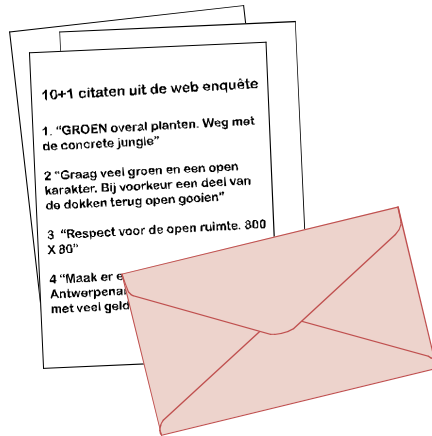 10+1 citaten uit de web enquête
1. “GROEN overal planten. Weg met
de concrete jungle”
2 “Graag veel groen en een open
karakter. Bij voorkeur een deel van
de dokken terug open gooien”
3 “Respect voor de open ruimte. 800
X 80”
4 “Maak er e
Antwerpena
met veel geld